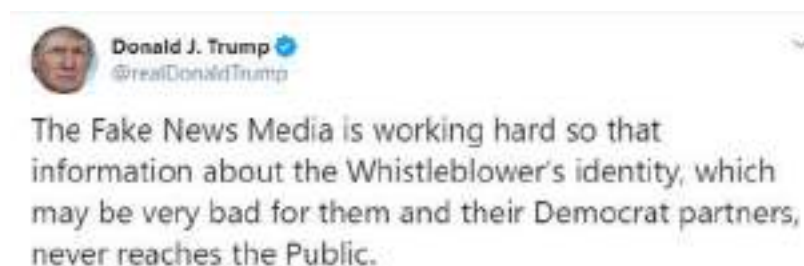 Donald J. Trump
@realDonaldTrump
The Fake News Media is working hard so that
information about the Whistleblower's identity, which
may be very bad for them and their Democrat partners,
never reaches the Public.